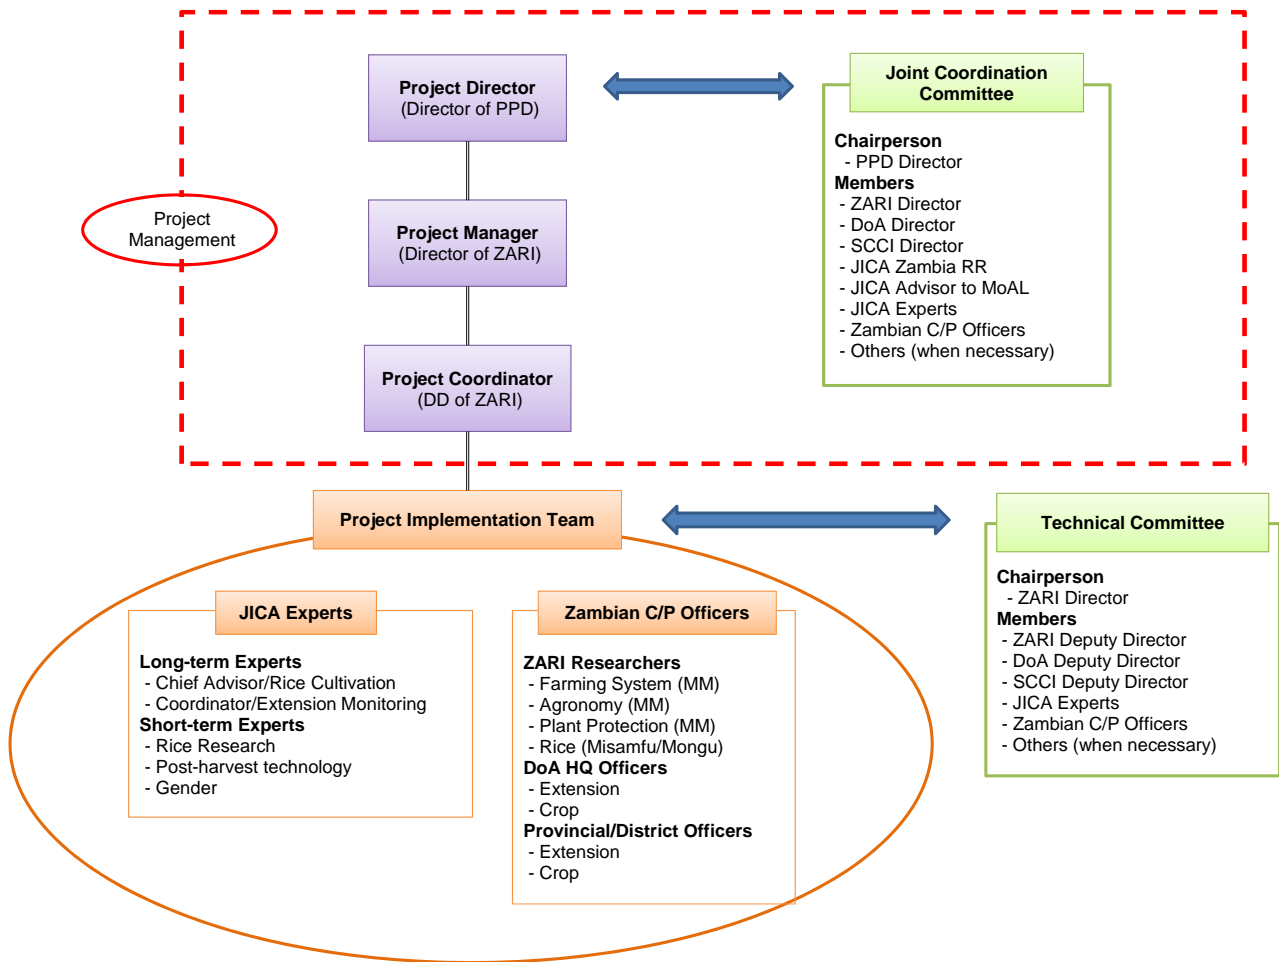 Project Director
(Director of PPD)
Joint Coordination
Committee
Chairperson
- PPD Director
Members
- ZARI Director
- DoA Director
- SCCI Director
- JICA Zambia RR
- JICA Advisor to MoAL
- JICA Experts
- Zambian C/P Officers
- Others (when necessary)
Project
Management
Project Manager
(Director of ZARI)
Project Coordinator
(DD of ZARI)
Project Implementation Team
Technical Committee
Chairperson
- ZARI Director
Members
- ZARI Deputy Director
- DoA Deputy Director
- SCCI Deputy Director
- JICA Experts
- Zambian C/P Officers
- Others (when necessary)
JICA Experts
Long-term Experts
- Chief Advisor/Rice Cultivation
- Coordinator/Extension Monitoring
Short-term Experts
- Rice Research
- Post-harvest technology
- Gender
Zambian C/P Officers
ZARI Researchers
- Farming System (MM)
- Agronomy (MM)
- Plant Protection (MM)
- Rice (Misamfu/Mongu)
DoA HQ Officers
- Extension
- Crop
Provincial/District Officers
- Extension
- Crop